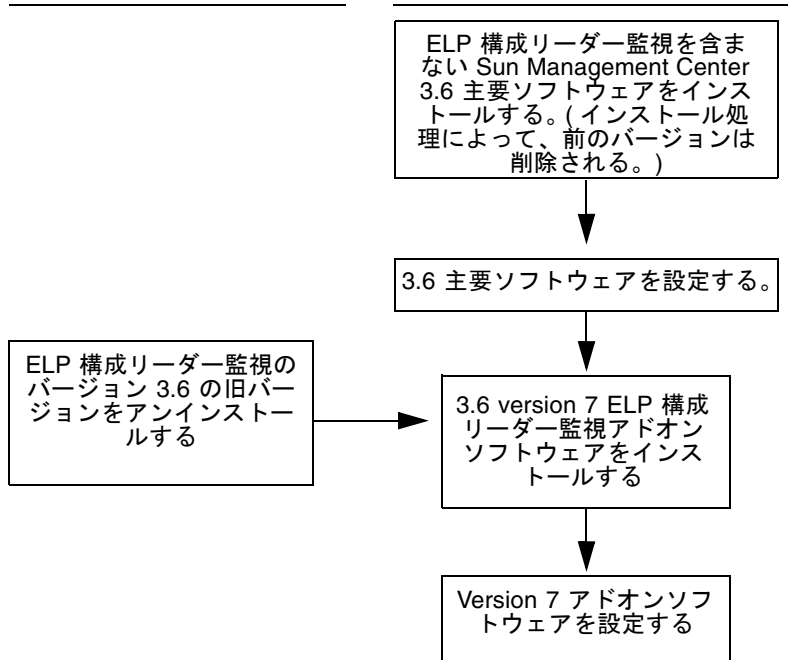 ELP 構成リーダー監視を含ま
ない Sun Management Center
3.6 主要ソフトウェアをインス
トールする。( インストール処
理によって、前のバージョンは
削除される。)
3.6 主要ソフトウェアを設定する。
ELP 構成リーダー監視の
バージョン 3.6 の旧バー
ジョンをアンインストー
ルする
3.6 version 7 ELP 構成
リーダー監視アドオン
ソフトウェアをインス
トールする
Version 7 アドオンソフ
トウェアを設定する